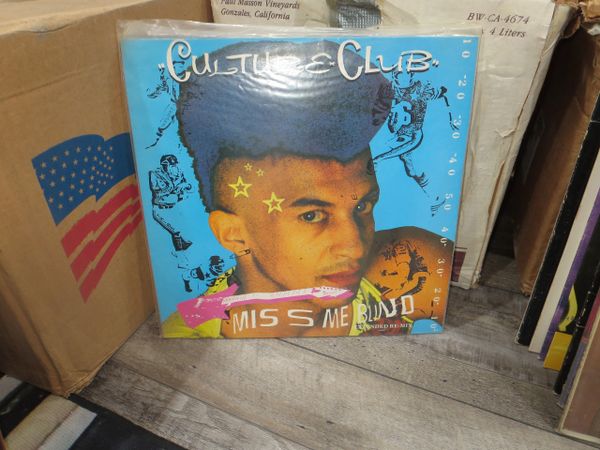 Paul Masson Vineyards
Gonzales, California
BW-CA-4674
4 Liters
CULTURE CLUB
10 20 30 40 50 40 30 20 10
MISS ME BLIND
EXTENDED RE-MIX